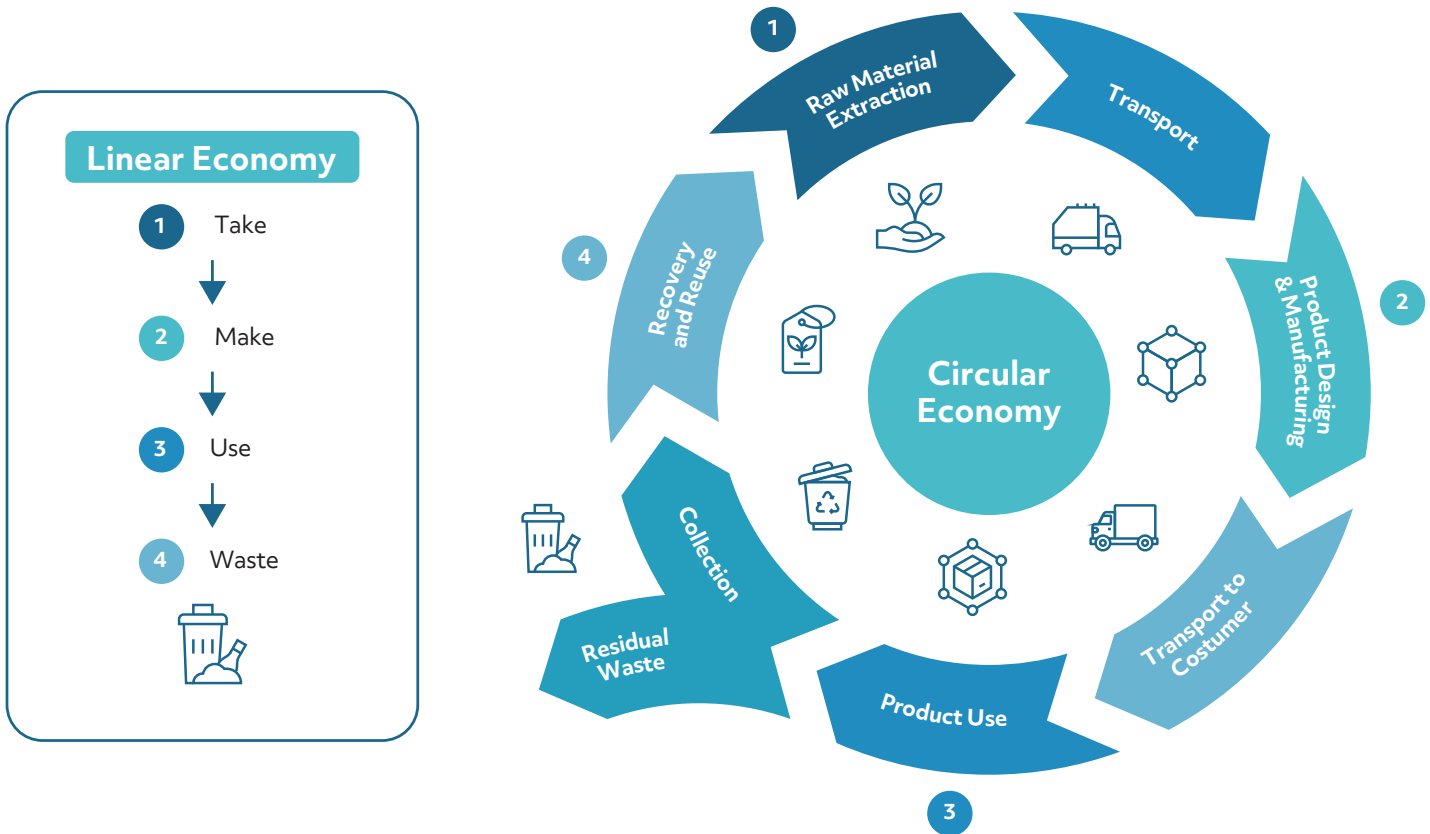 Linear Economy
1 Take
2 Make
3 Use
4 Waste
1
Raw Material
Extraction
Transport
2
Product Design
& Manufacturing
Transport to
Costumer
3
Product Use
Collection
Residual
Waste
4
Recovery
and Reuse
Circular
Economy